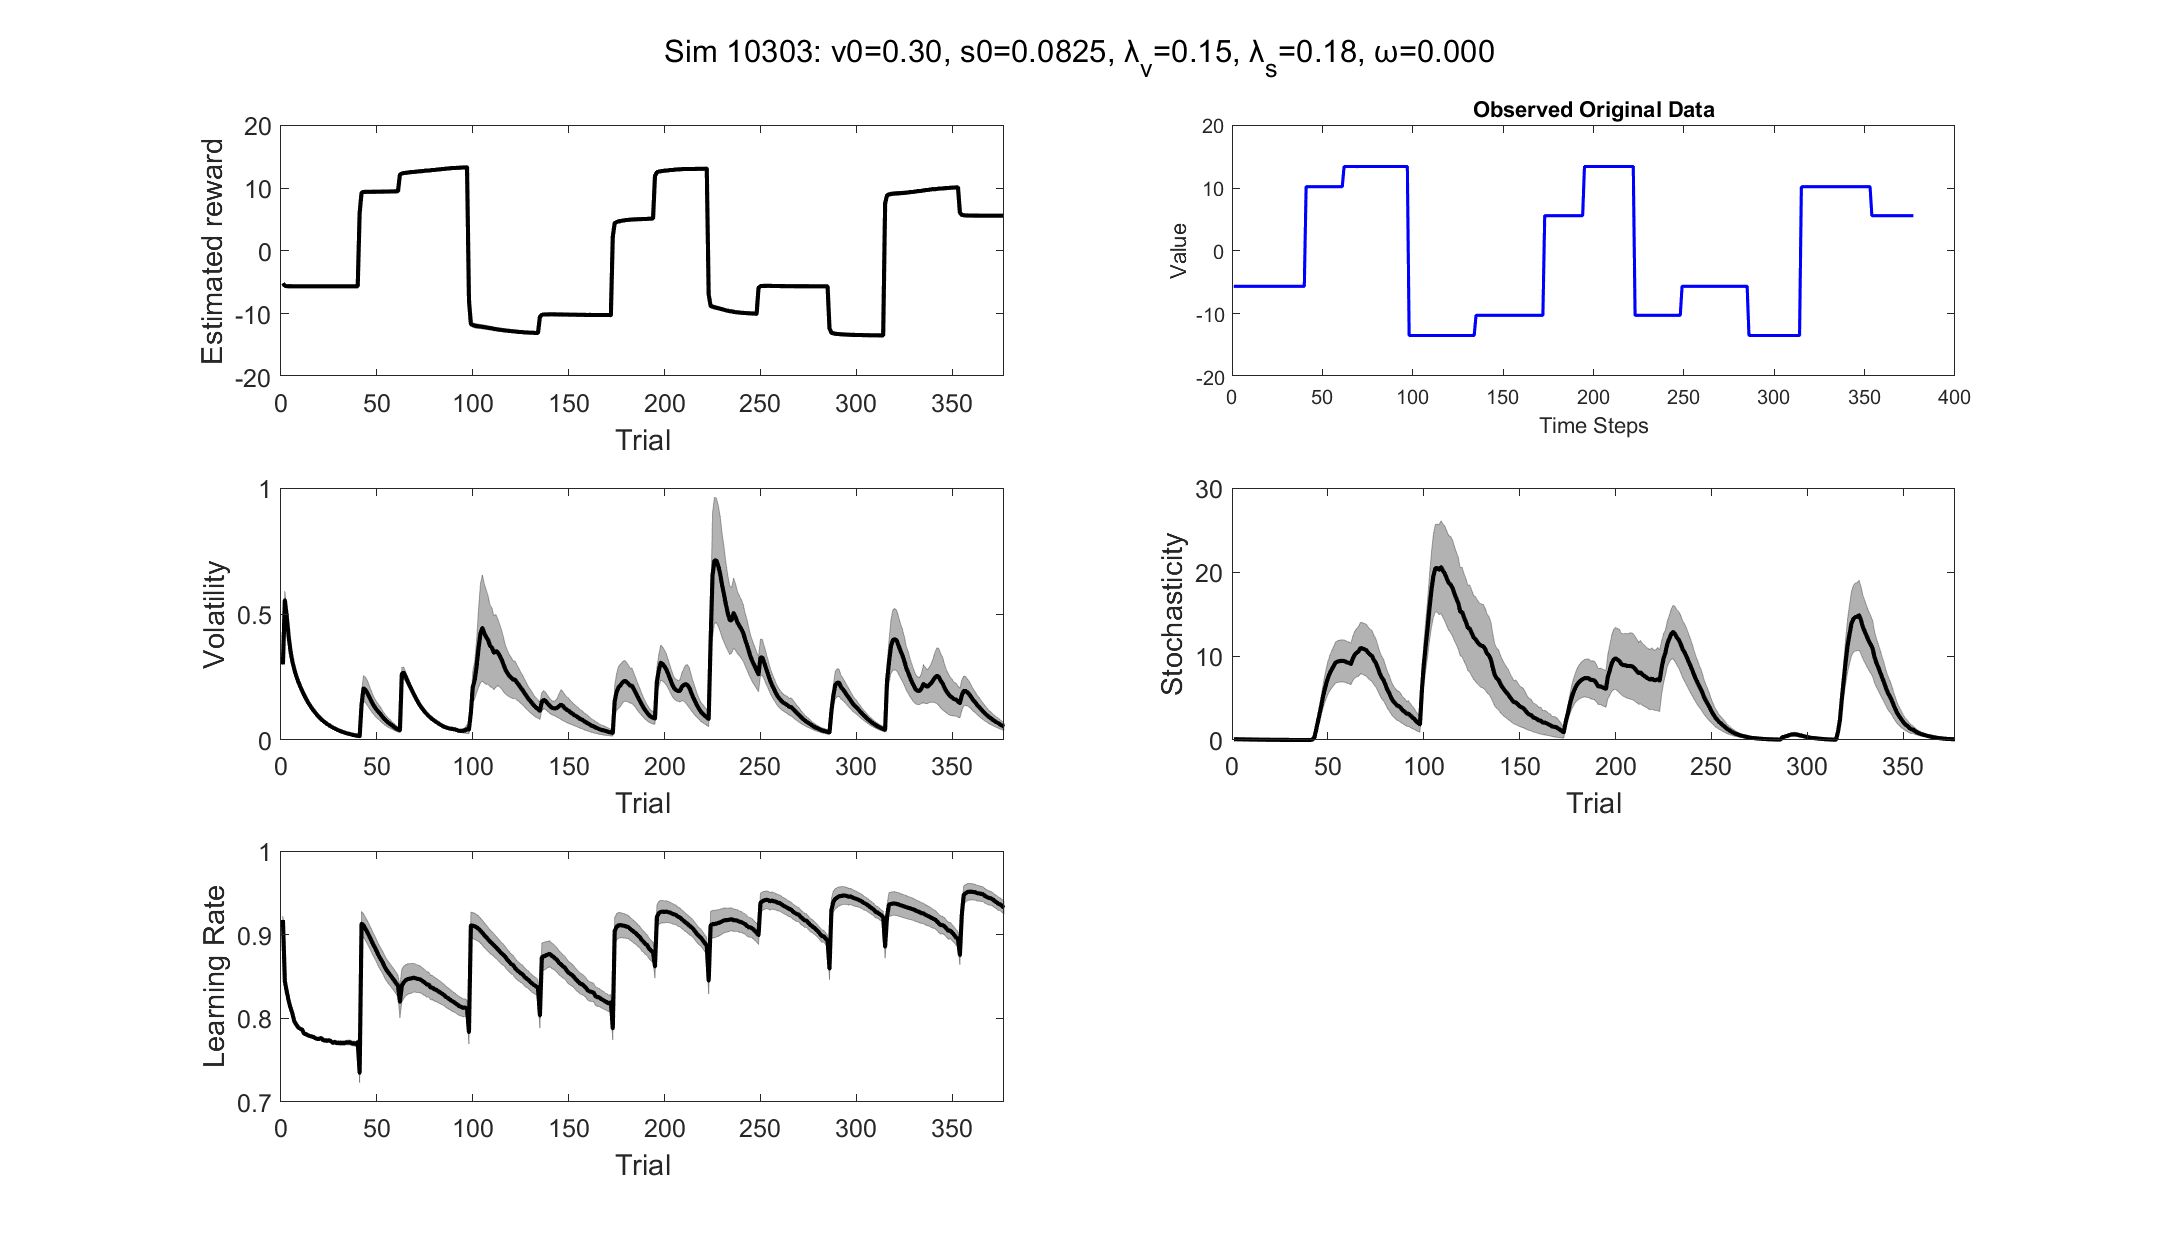 Sim 10303: v0=0.30, s0=0.0825, λv=0.15, λs=0.18, ω=0.000
20
10
0
-10
-20
Estimated reward
0 50 100 150 200 250 300 350
Trial
Observed Original Data
20
10
0
-10
-20
Value
0 50 100 150 200 250 300 350 400
Time Steps
1
0.5
0
Volatility
0 50 100 150 200 250 300 350
Trial
30
20
10
0
Stochasticity
0 50 100 150 200 250 300 350
Trial
1
0.9
0.8
0.7
Learning Rate
0 50 100 150 200 250 300 350
Trial